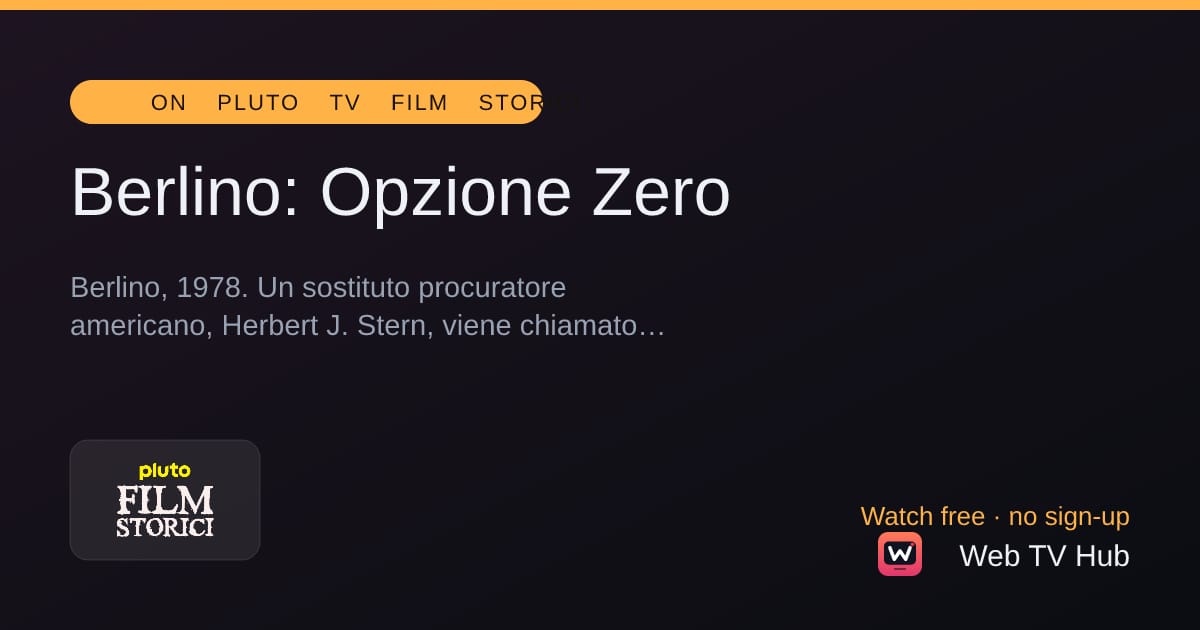 ON PLUTO TV FILM STORICI
Berlino: Opzione Zero
Berlino, 1978. Un sostituto procuratore
americano, Herbert J. Stern, viene chiamato…
pluto
FILM
STORICI
Watch free · no sign-up
W
Web TV Hub